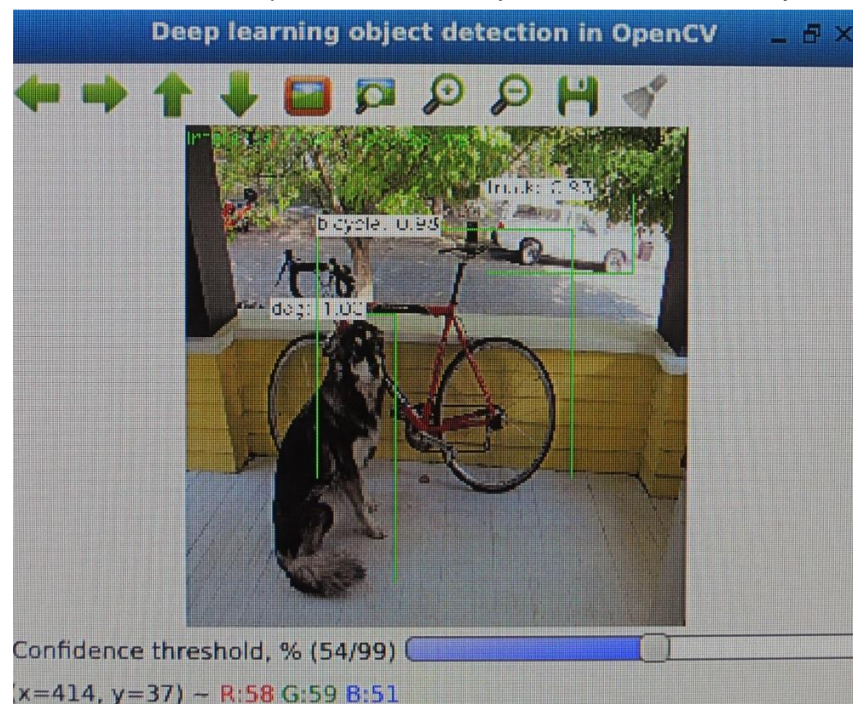 Deep learning object detection in OpenCV
truck: 0.93
bicycle: 0.98
dog: 1.00
Confidence threshold, % (54/99)
(x=414, y=37) ~ R:58 G:59 B:51